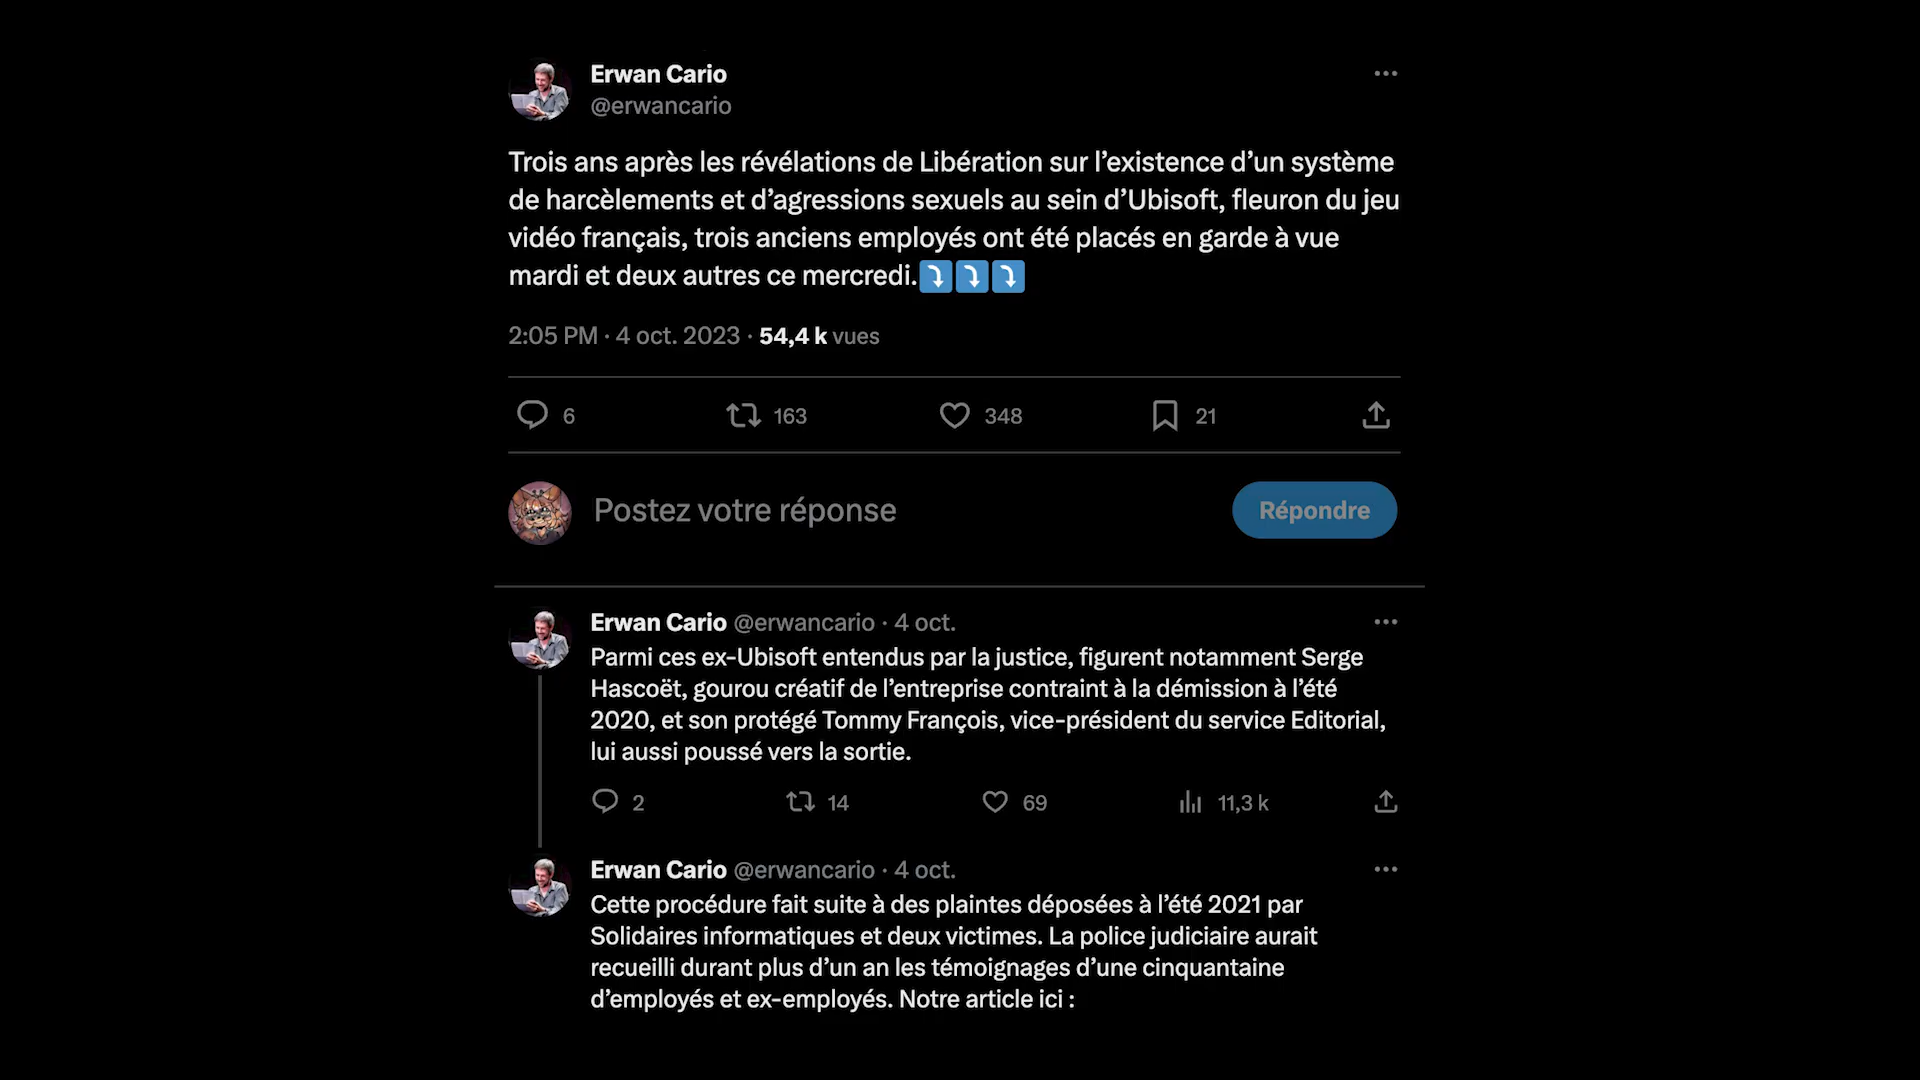 Erwan Cario
@erwancario
Trois ans après les révélations de Libération sur l’existence d’un système
de harcèlements et d’agressions sexuels au sein d’Ubisoft, fleuron du jeu
vidéo français, trois anciens employés ont été placés en garde à vue
mardi et deux autres ce mercredi.⤵️⤵️⤵️
2:05 PM · 4 oct. 2023 · 54,4 k vues
6 163 348 21
Postez votre réponse Répondre
Erwan Cario @erwancario · 4 oct.
Parmi ces ex-Ubisoft entendus par la justice, figurent notamment Serge
Hascoët, gourou créatif de l’entreprise contraint à la démission à l’été
2020, et son protégé Tommy François, vice-président du service Editorial,
lui aussi poussé vers la sortie.
2 14 69 11,3 k
Erwan Cario @erwancario · 4 oct.
Cette procédure fait suite à des plaintes déposées à l’été 2021 par
Solidaires informatiques et deux victimes. La police judiciaire aurait
recueilli durant plus d’un an les témoignages d’une cinquantaine
d’employés et ex-employés. Notre article ici :